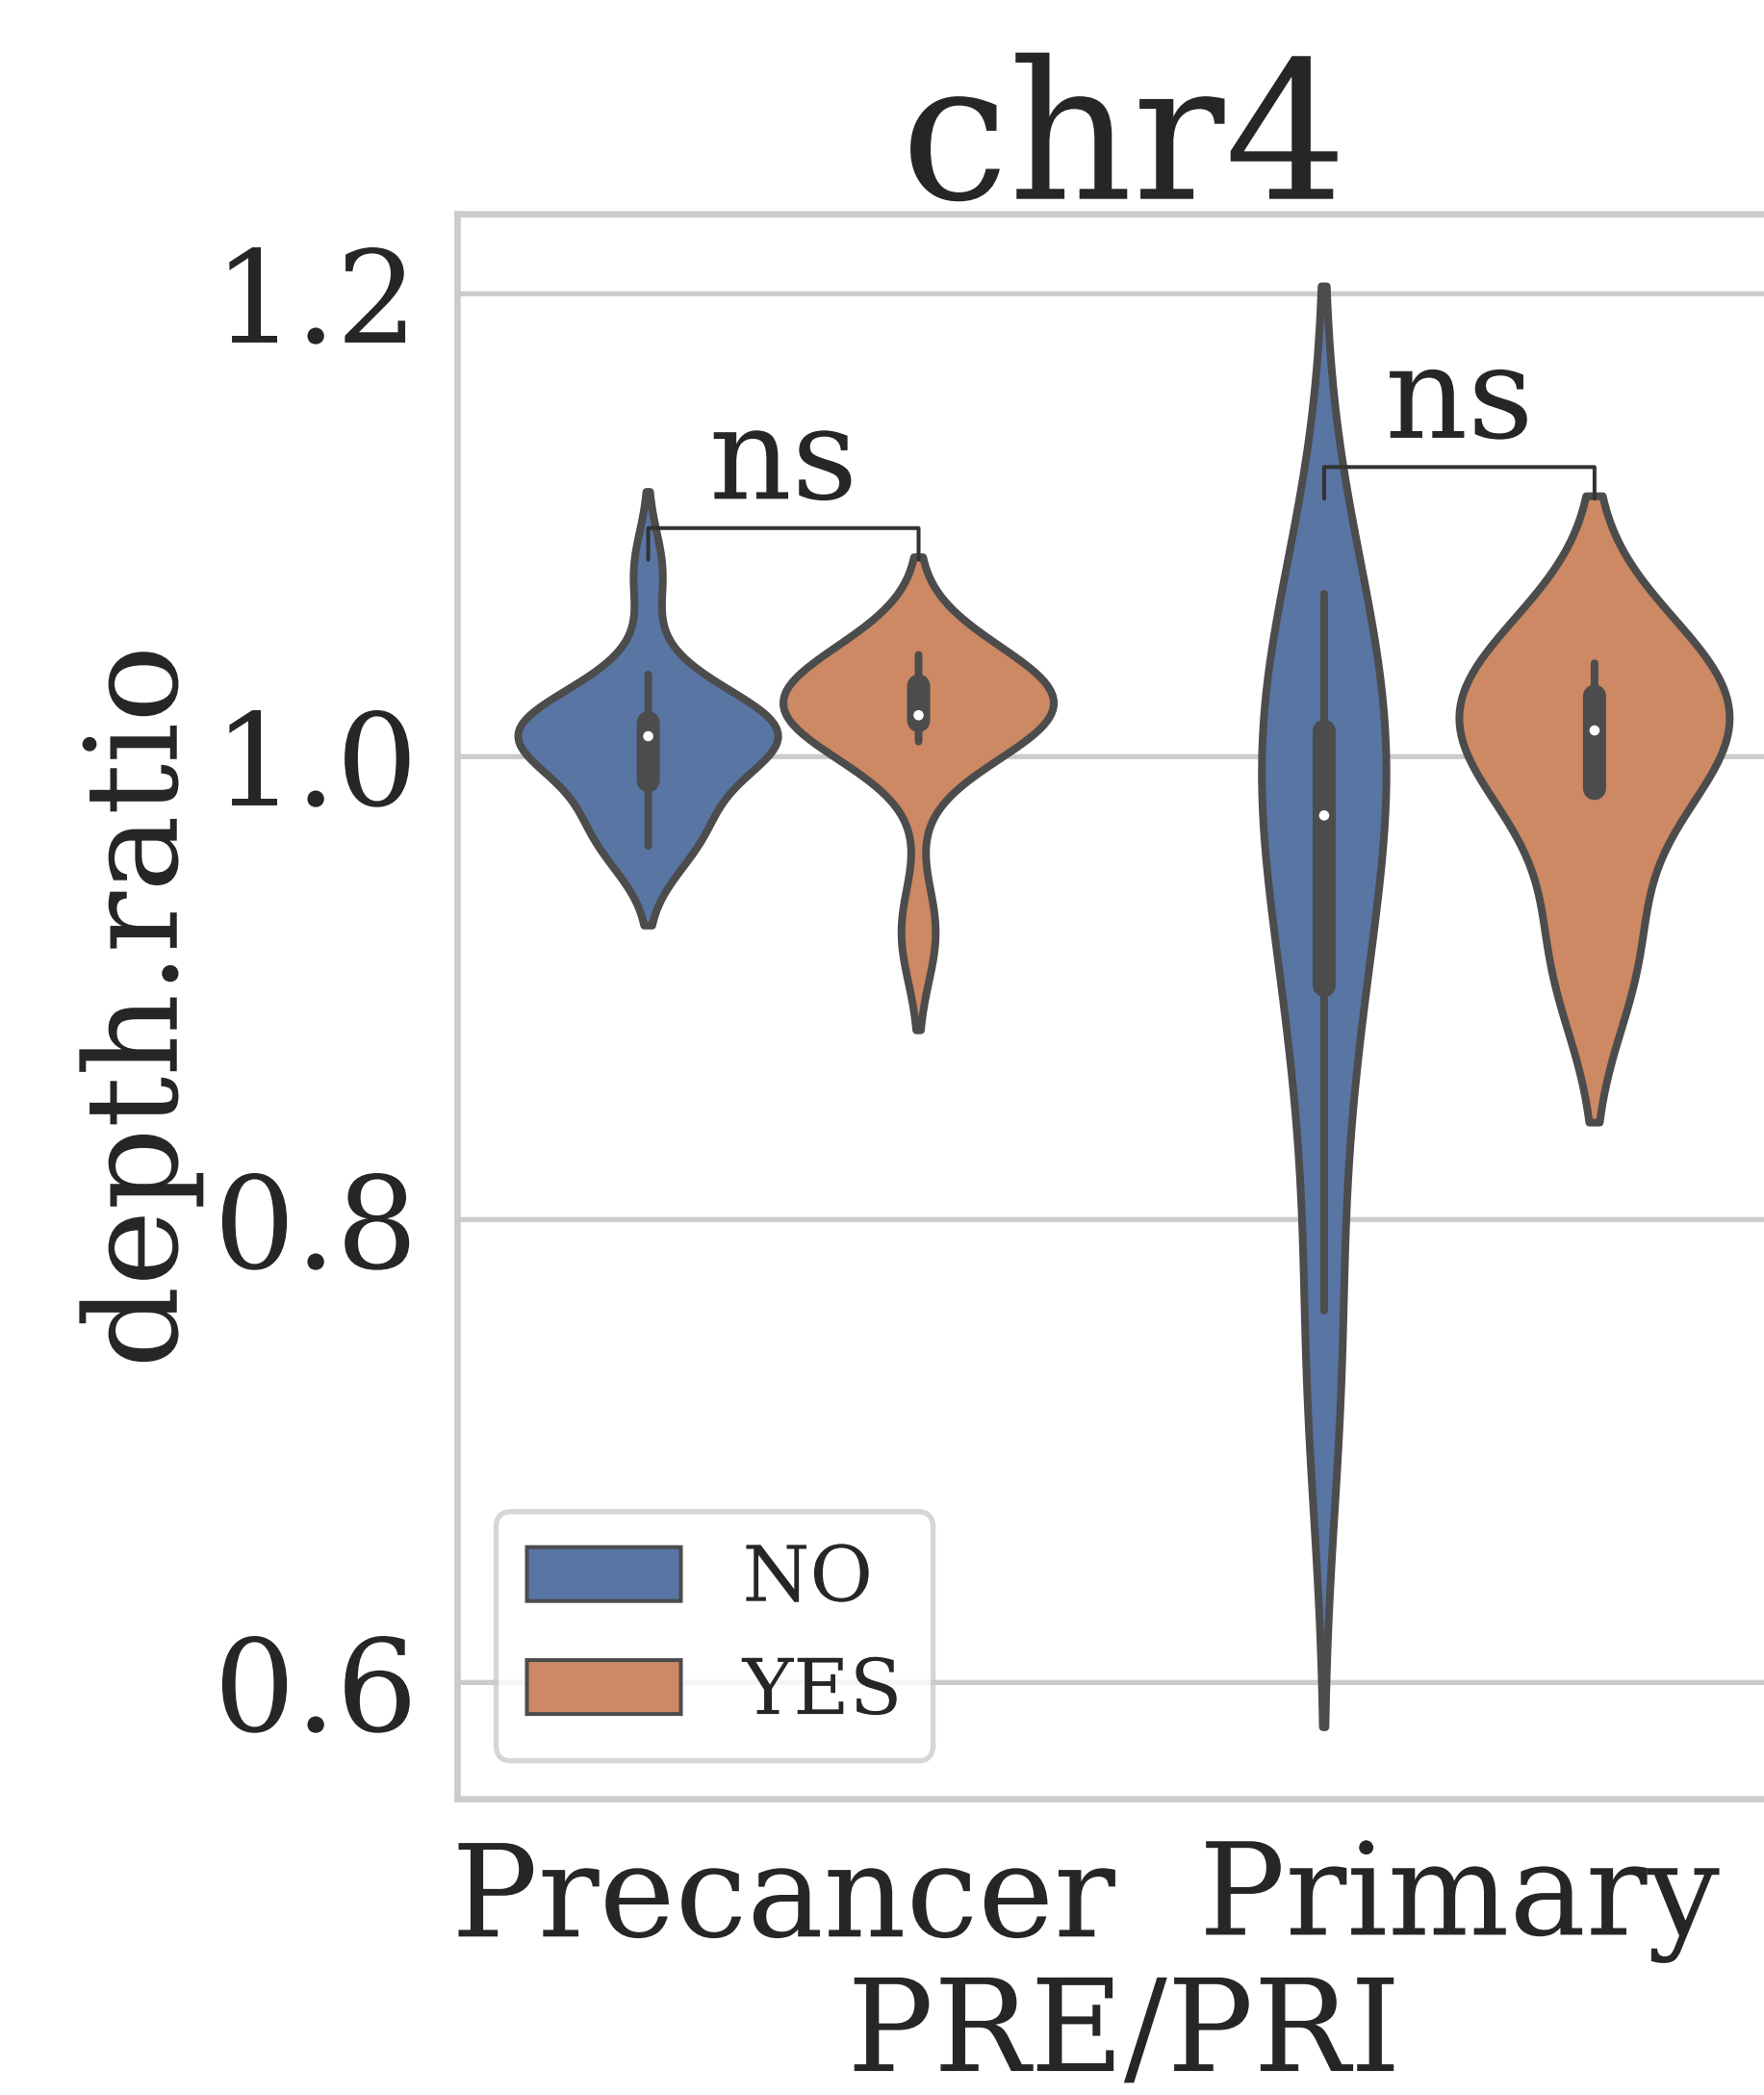 chr4
1.2
ns
ns
1.0
depth.ratio
0.8
NO
YES
0.6
Precancer Primary
PRE/PRI